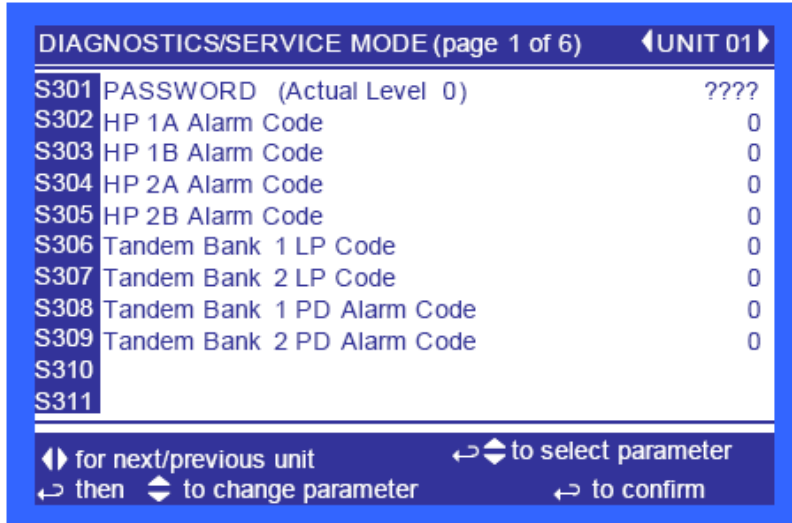 DIAGNOSTICS/SERVICE MODE (page 1 of 6) UNIT 01
S301 PASSWORD (Actual Level 0) ????
S302 HP 1A Alarm Code 0
S303 HP 1B Alarm Code 0
S304 HP 2A Alarm Code 0
S305 HP 2B Alarm Code 0
S306 Tandem Bank 1 LP Code 0
S307 Tandem Bank 2 LP Code 0
S308 Tandem Bank 1 PD Alarm Code 0
S309 Tandem Bank 2 PD Alarm Code 0
S310
S311
for next/previous unit to select parameter
then to change parameter to confirm